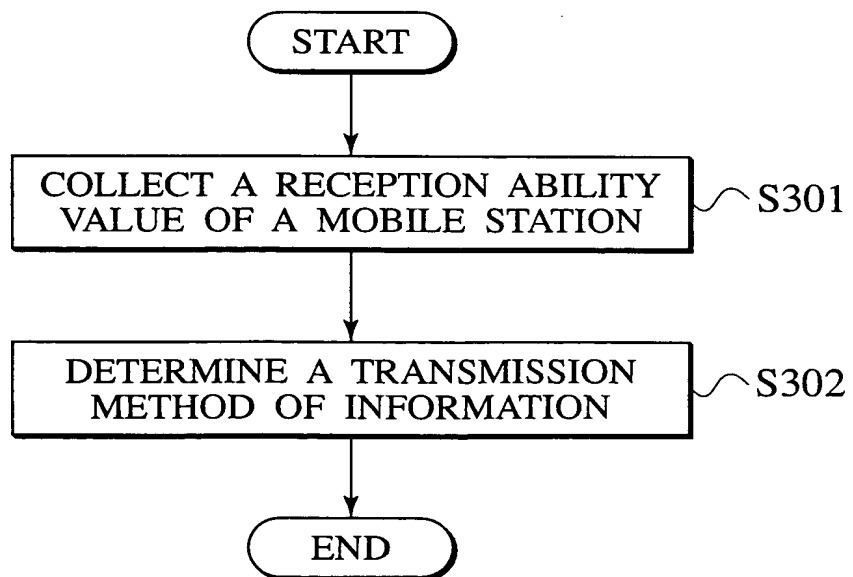 START
COLLECT A RECEPTION ABILITY
VALUE OF A MOBILE STATION
S301
DETERMINE A TRANSMISSION
METHOD OF INFORMATION
S302
END